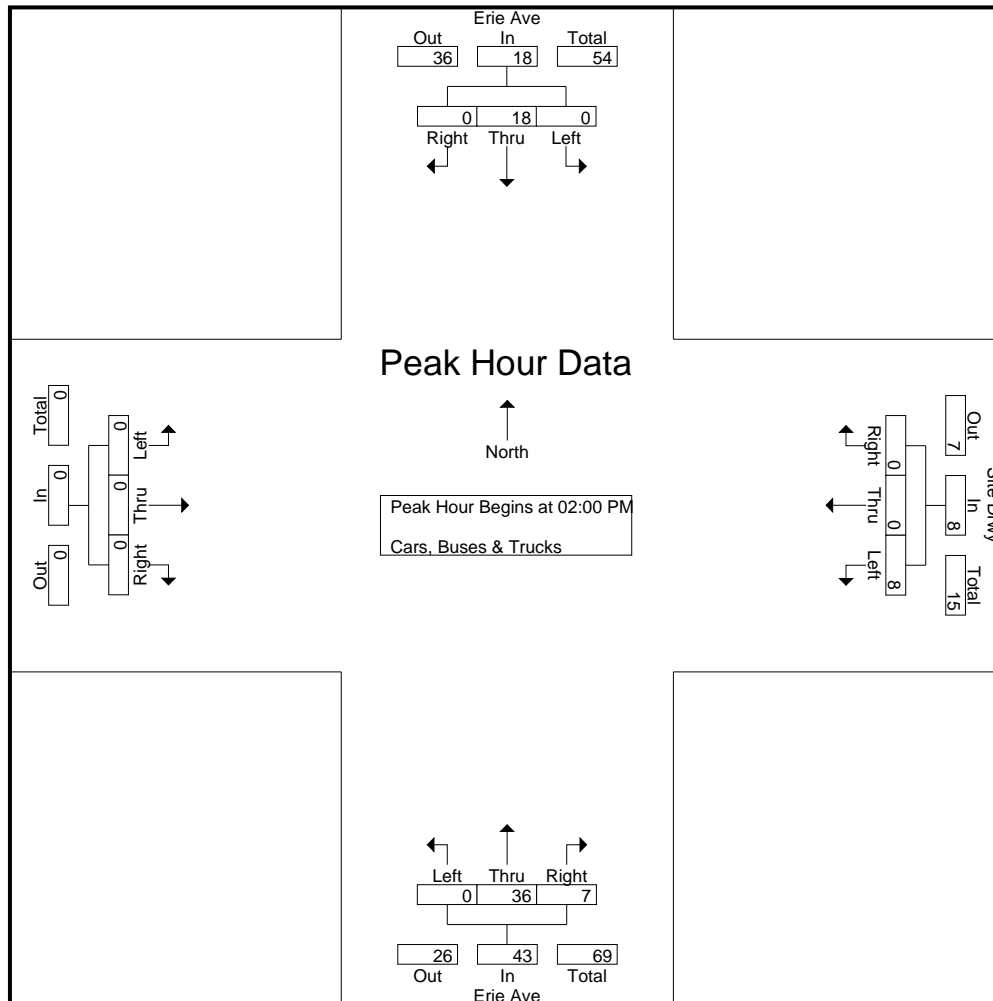 Erie Ave
Out In Total
36 18 54
0 18 0
Right Thru Left
Peak Hour Data
North
Peak Hour Begins at 02:00 PM
Cars, Buses & Trucks
Total In Out
0 0 0
0 0 0
Left Thru Right
Right Thru Left
0 0 8
7 8 15
Out In Total
Site Drwy
Left Thru Right
0 36 7
26 43 69
Out In Total
Erie Ave